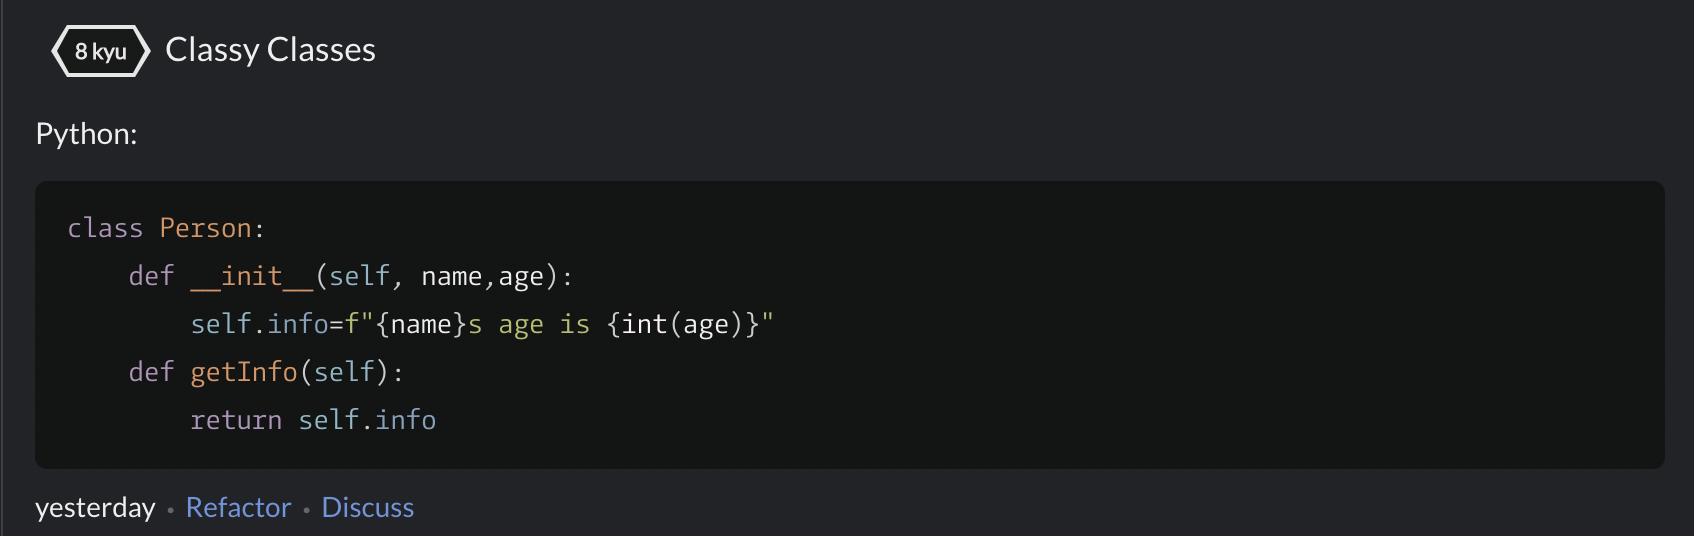 8 kyu Classy Classes
Python:
class Person:
    def __init__(self, name,age):
        self.info=f"{name}s age is {int(age)}"
    def getInfo(self):
        return self.info
yesterday • Refactor • Discuss